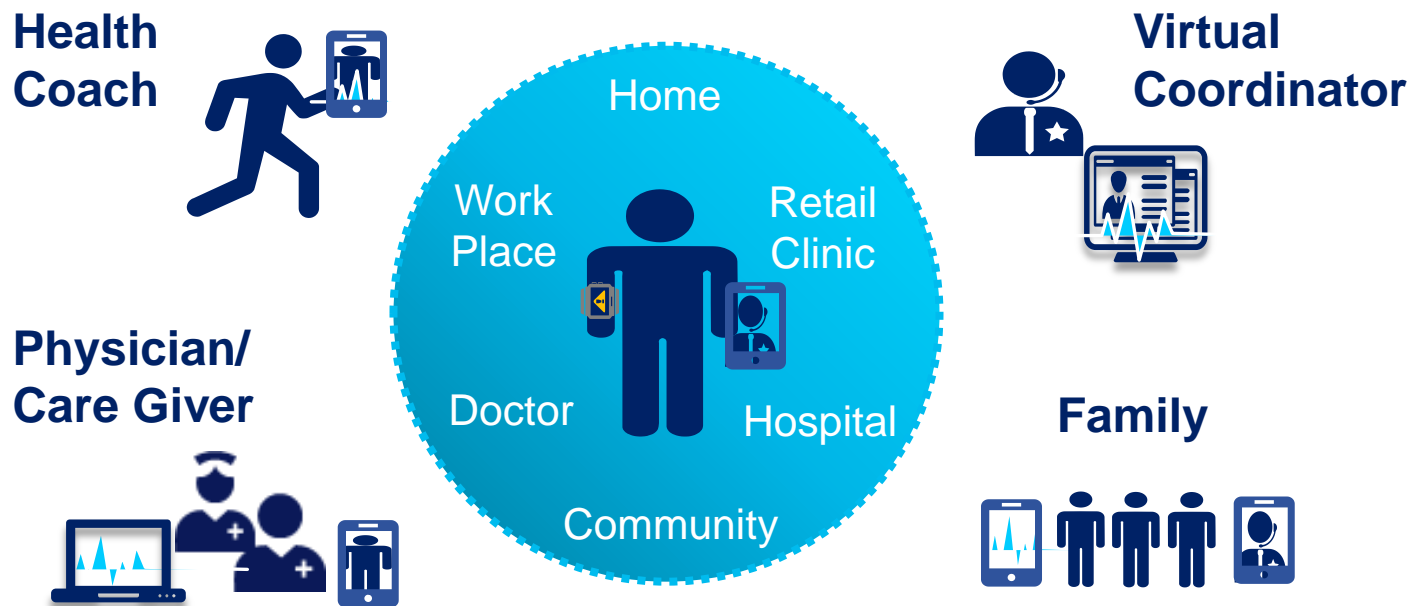 Health
Coach
Virtual
Coordinator
Home
Work
Place
Retail
Clinic
Physician/
Care Giver
Doctor
Hospital
Family
Community